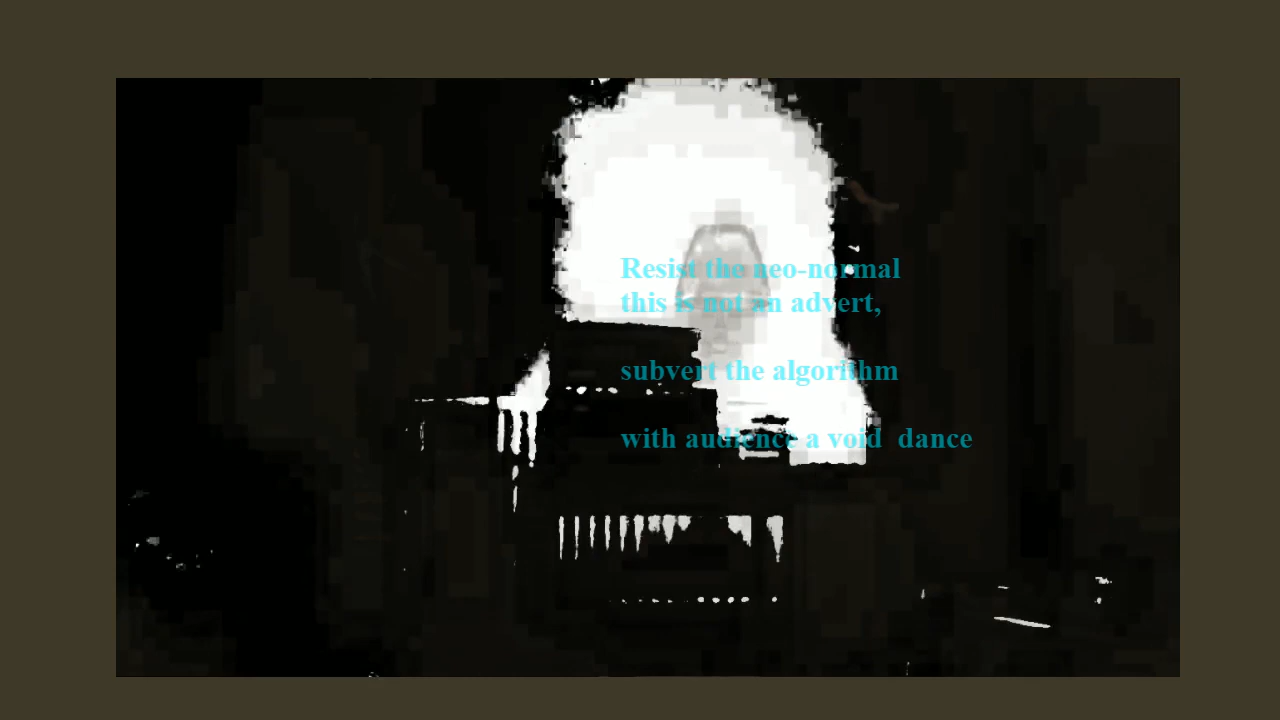 Resist the neo-normal
this is not an advert,
subvert the algorithm
with audience a void  dance